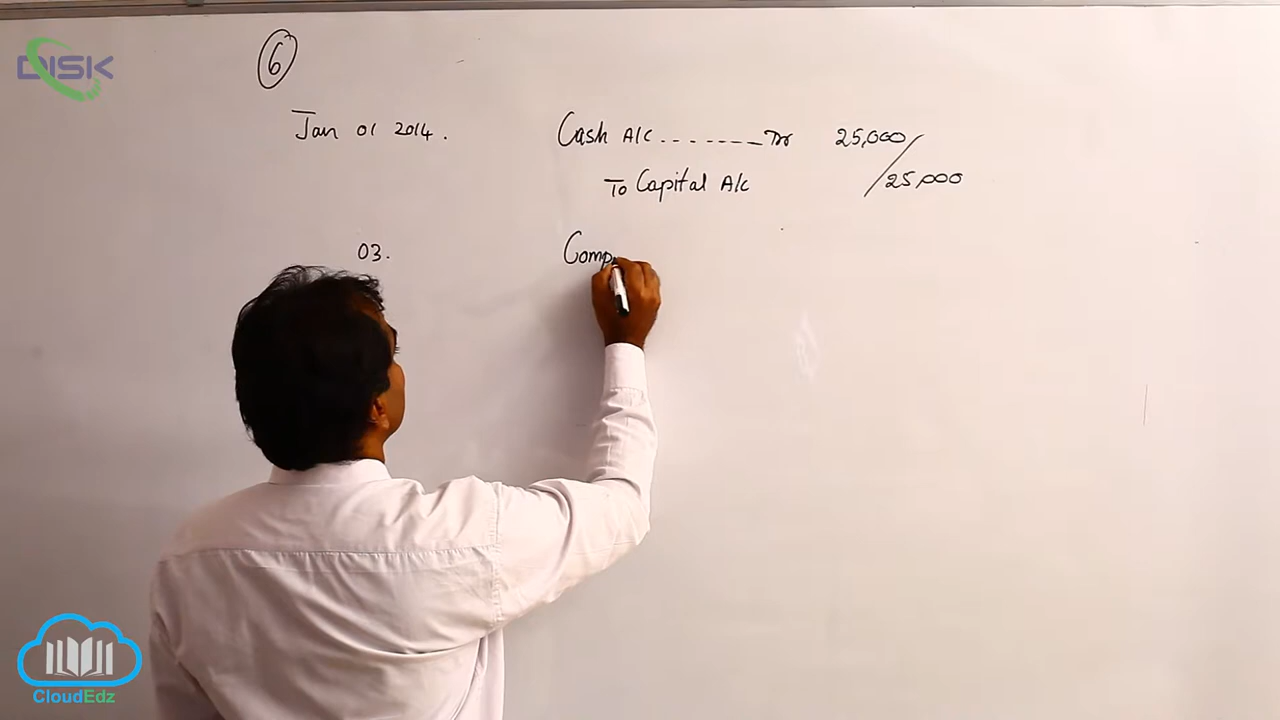 DISK
6
Jan 01 2014. Cash A/c.......Dr 25,000/
To Capital A/c /25,000
03. Comp
CloudEdz